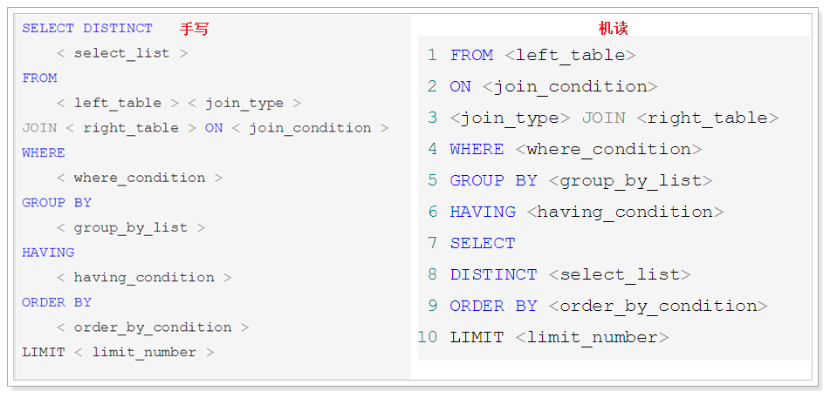 SELECT DISTINCT 手写
< select_list >
FROM
< left_table > < join_type >
JOIN < right_table > ON < join_condition >
WHERE
< where_condition >
GROUP BY
< group_by_list >
HAVING
< having_condition >
ORDER BY
< order_by_condition >
LIMIT < limit_number >
机读
1 FROM <left_table>
2 ON <join_condition>
3 <join_type> JOIN <right_table>
4 WHERE <where_condition>
5 GROUP BY <group_by_list>
6 HAVING <having_condition>
7 SELECT
8 DISTINCT <select_list>
9 ORDER BY <order_by_condition>
10 LIMIT <limit_number>